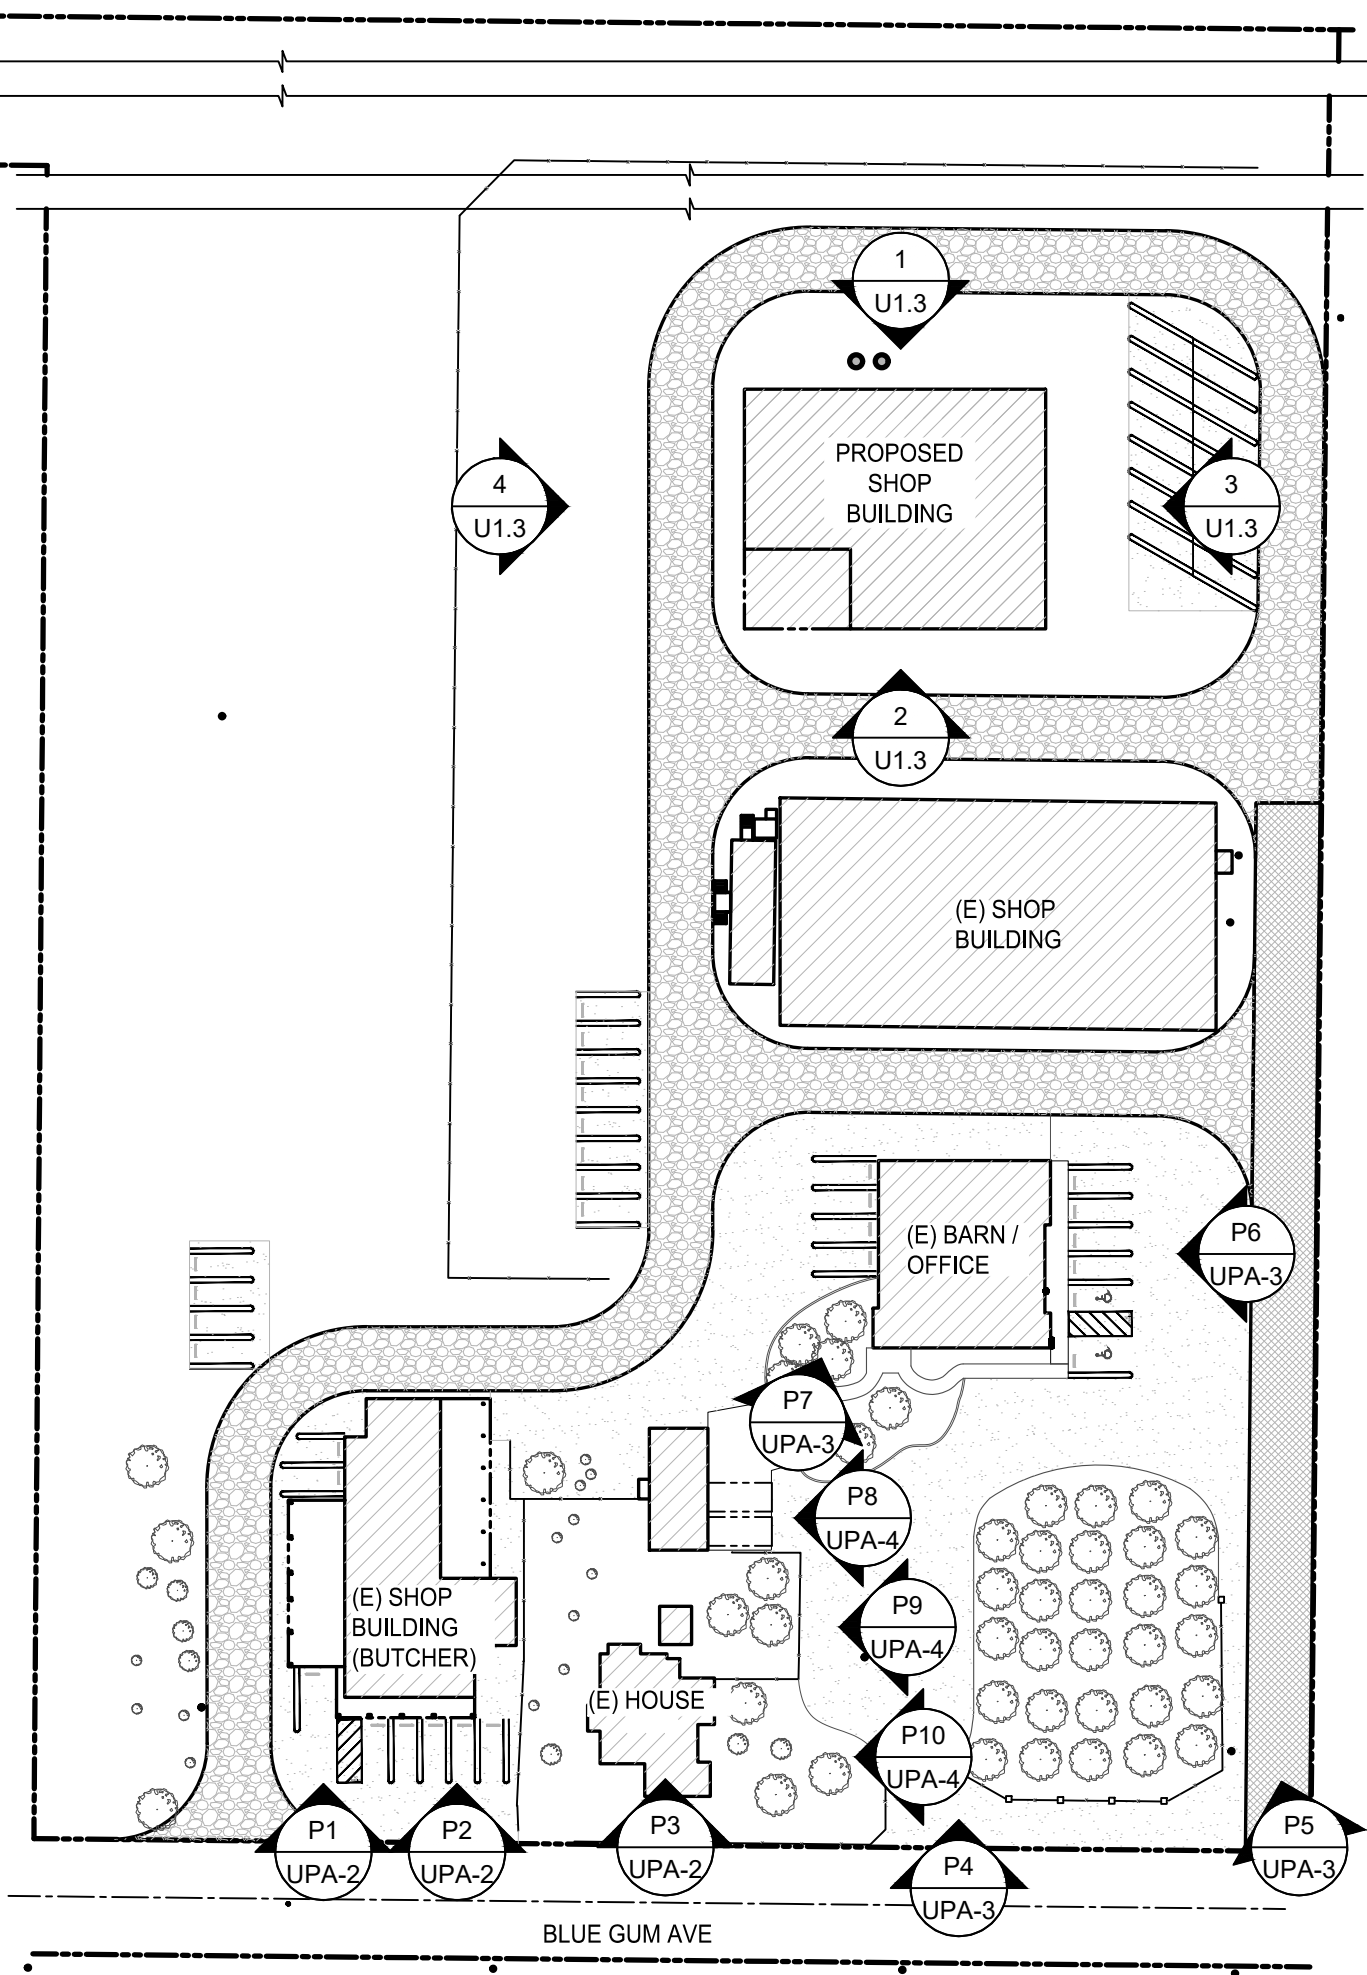 1
U1.3
PROPOSED
SHOP
BUILDING
4
U1.3
3
U1.3
2
U1.3
(E) SHOP
BUILDING
(E) BARN /
OFFICE
P6
UPA-3
P7
UPA-3
P8
UPA-4
(E) SHOP
BUILDING
(BUTCHER)
P9
UPA-4
(E) HOUSE
P10
UPA-4
P1
UPA-2
P2
UPA-2
P3
UPA-2
P4
UPA-3
P5
UPA-3
BLUE GUM AVE